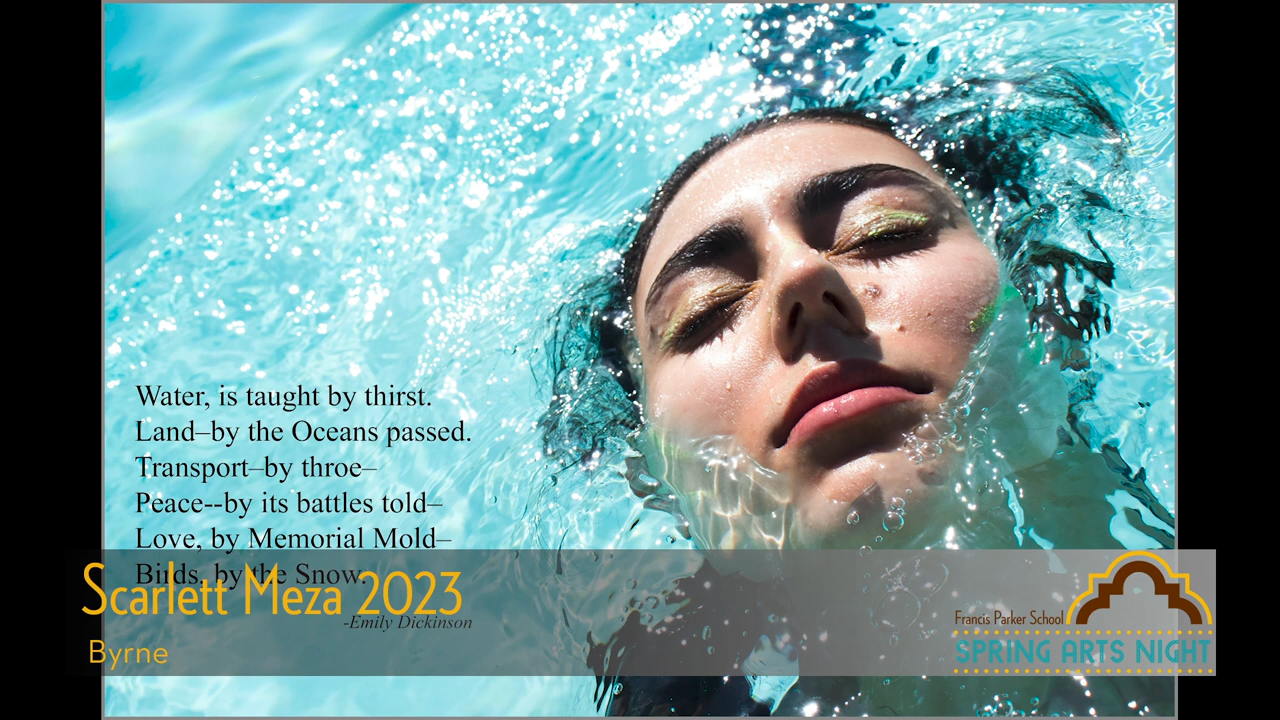 Water, is taught by thirst.
Land–by the Oceans passed.
Transport–by throe–
Peace--by its battles told–
Love, by Memorial Mold–
Birds, by the Snow.
-Emily Dickinson
Scarlett Meza 2023
Byrne
Francis Parker School
SPRING ARTS NIGHT